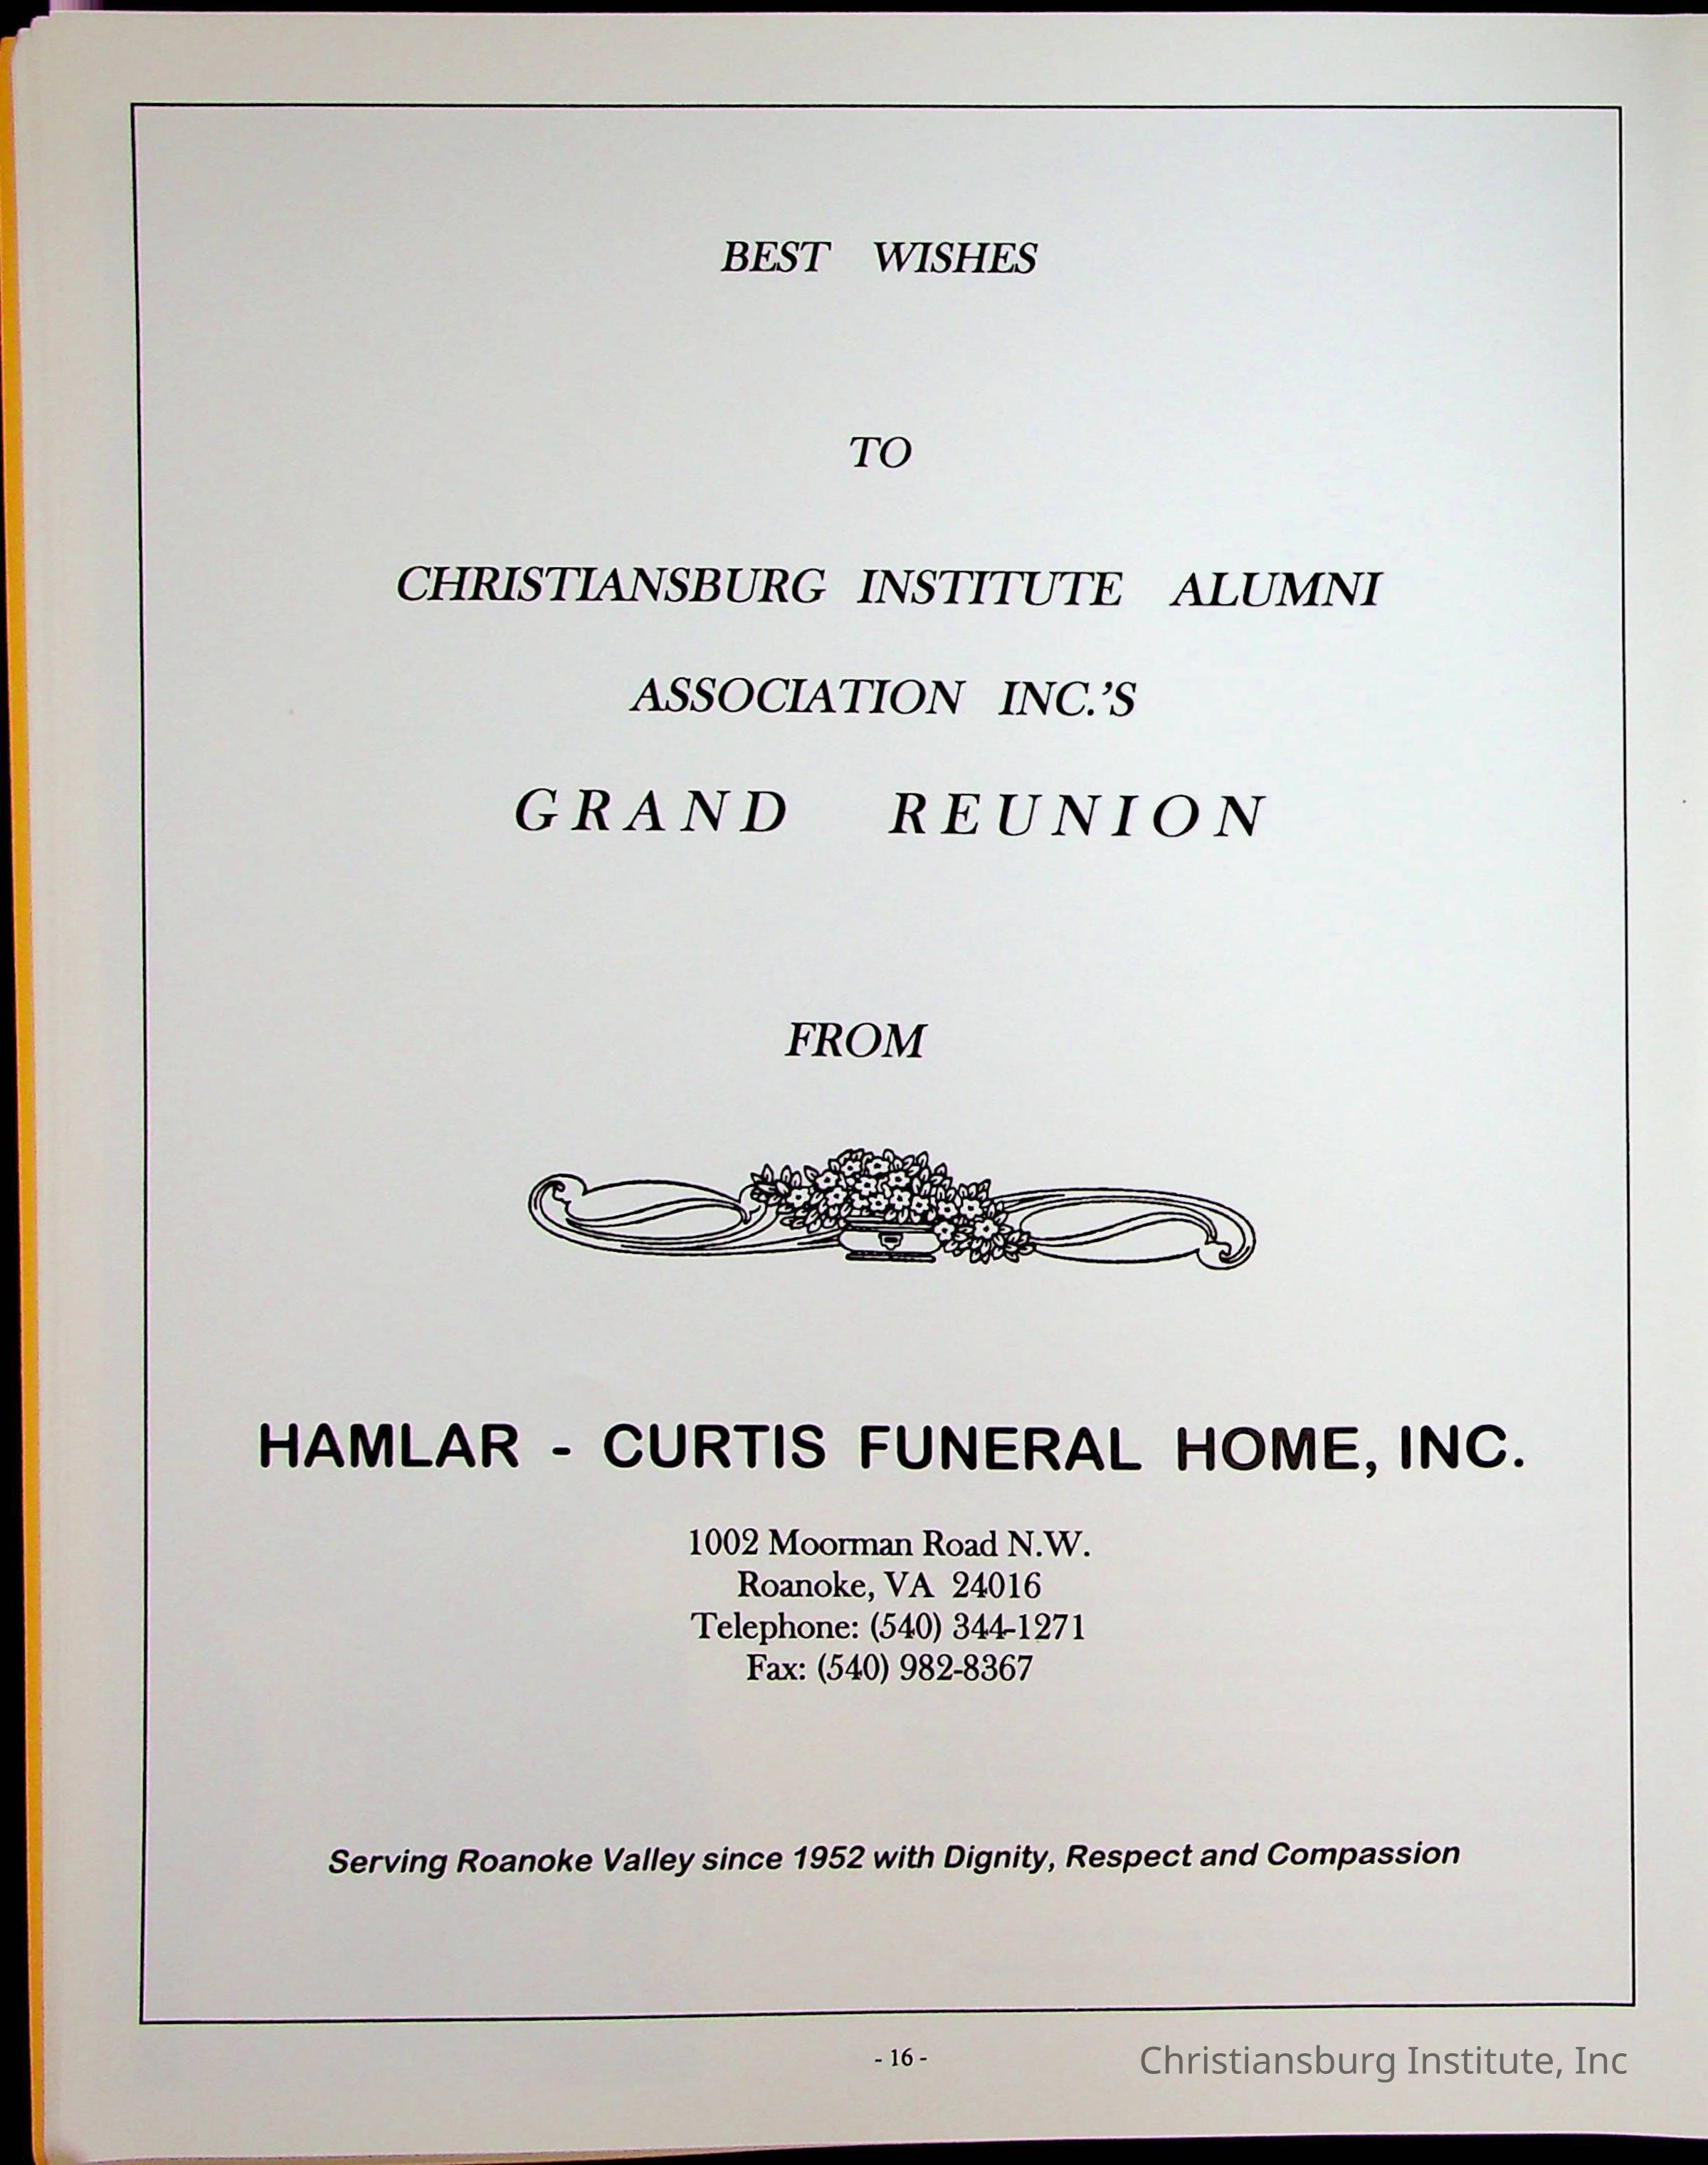 BEST WISHES
TO
CHRISTIANSBURG INSTITUTE ALUMNI
ASSOCIATION INC.'S
GRAND REUNION
FROM
HAMLAR - CURTIS FUNERAL HOME, INC.
1002 Moorman Road N.W.
Roanoke, VA 24016
Telephone: (540) 344-1271
Fax: (540) 982-8367
Serving Roanoke Valley since 1952 with Dignity, Respect and Compassion
- 16 -
Christiansburg Institute, Inc